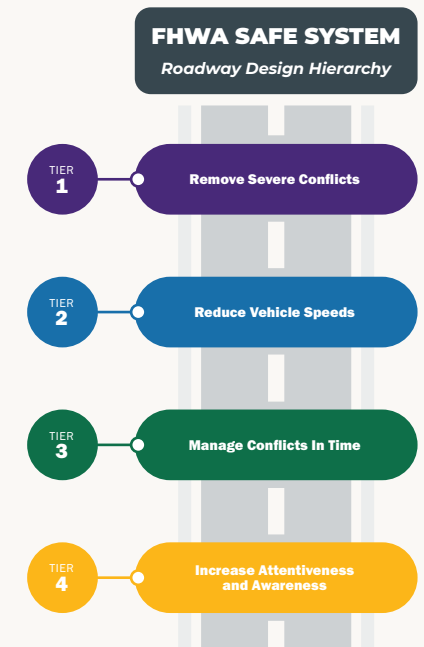 FHWA SAFE SYSTEM
Roadway Design Hierarchy
TIER
1
Remove Severe Conflicts
TIER
2
Reduce Vehicle Speeds
TIER
3
Manage Conflicts In Time
TIER
4
Increase Attentiveness
and Awareness